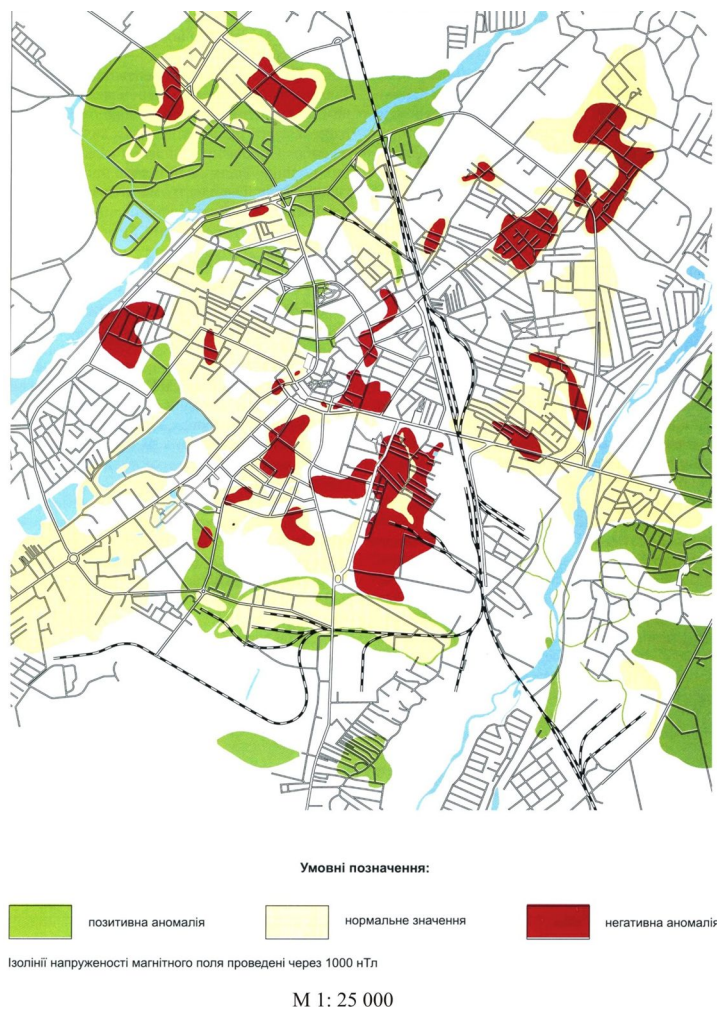 Умовні позначення:
позитивна аномалія
нормальне значення
негативна аномалія
Ізолінії напруженості магнітного поля проведені через 1000 нТл
М 1: 25 000